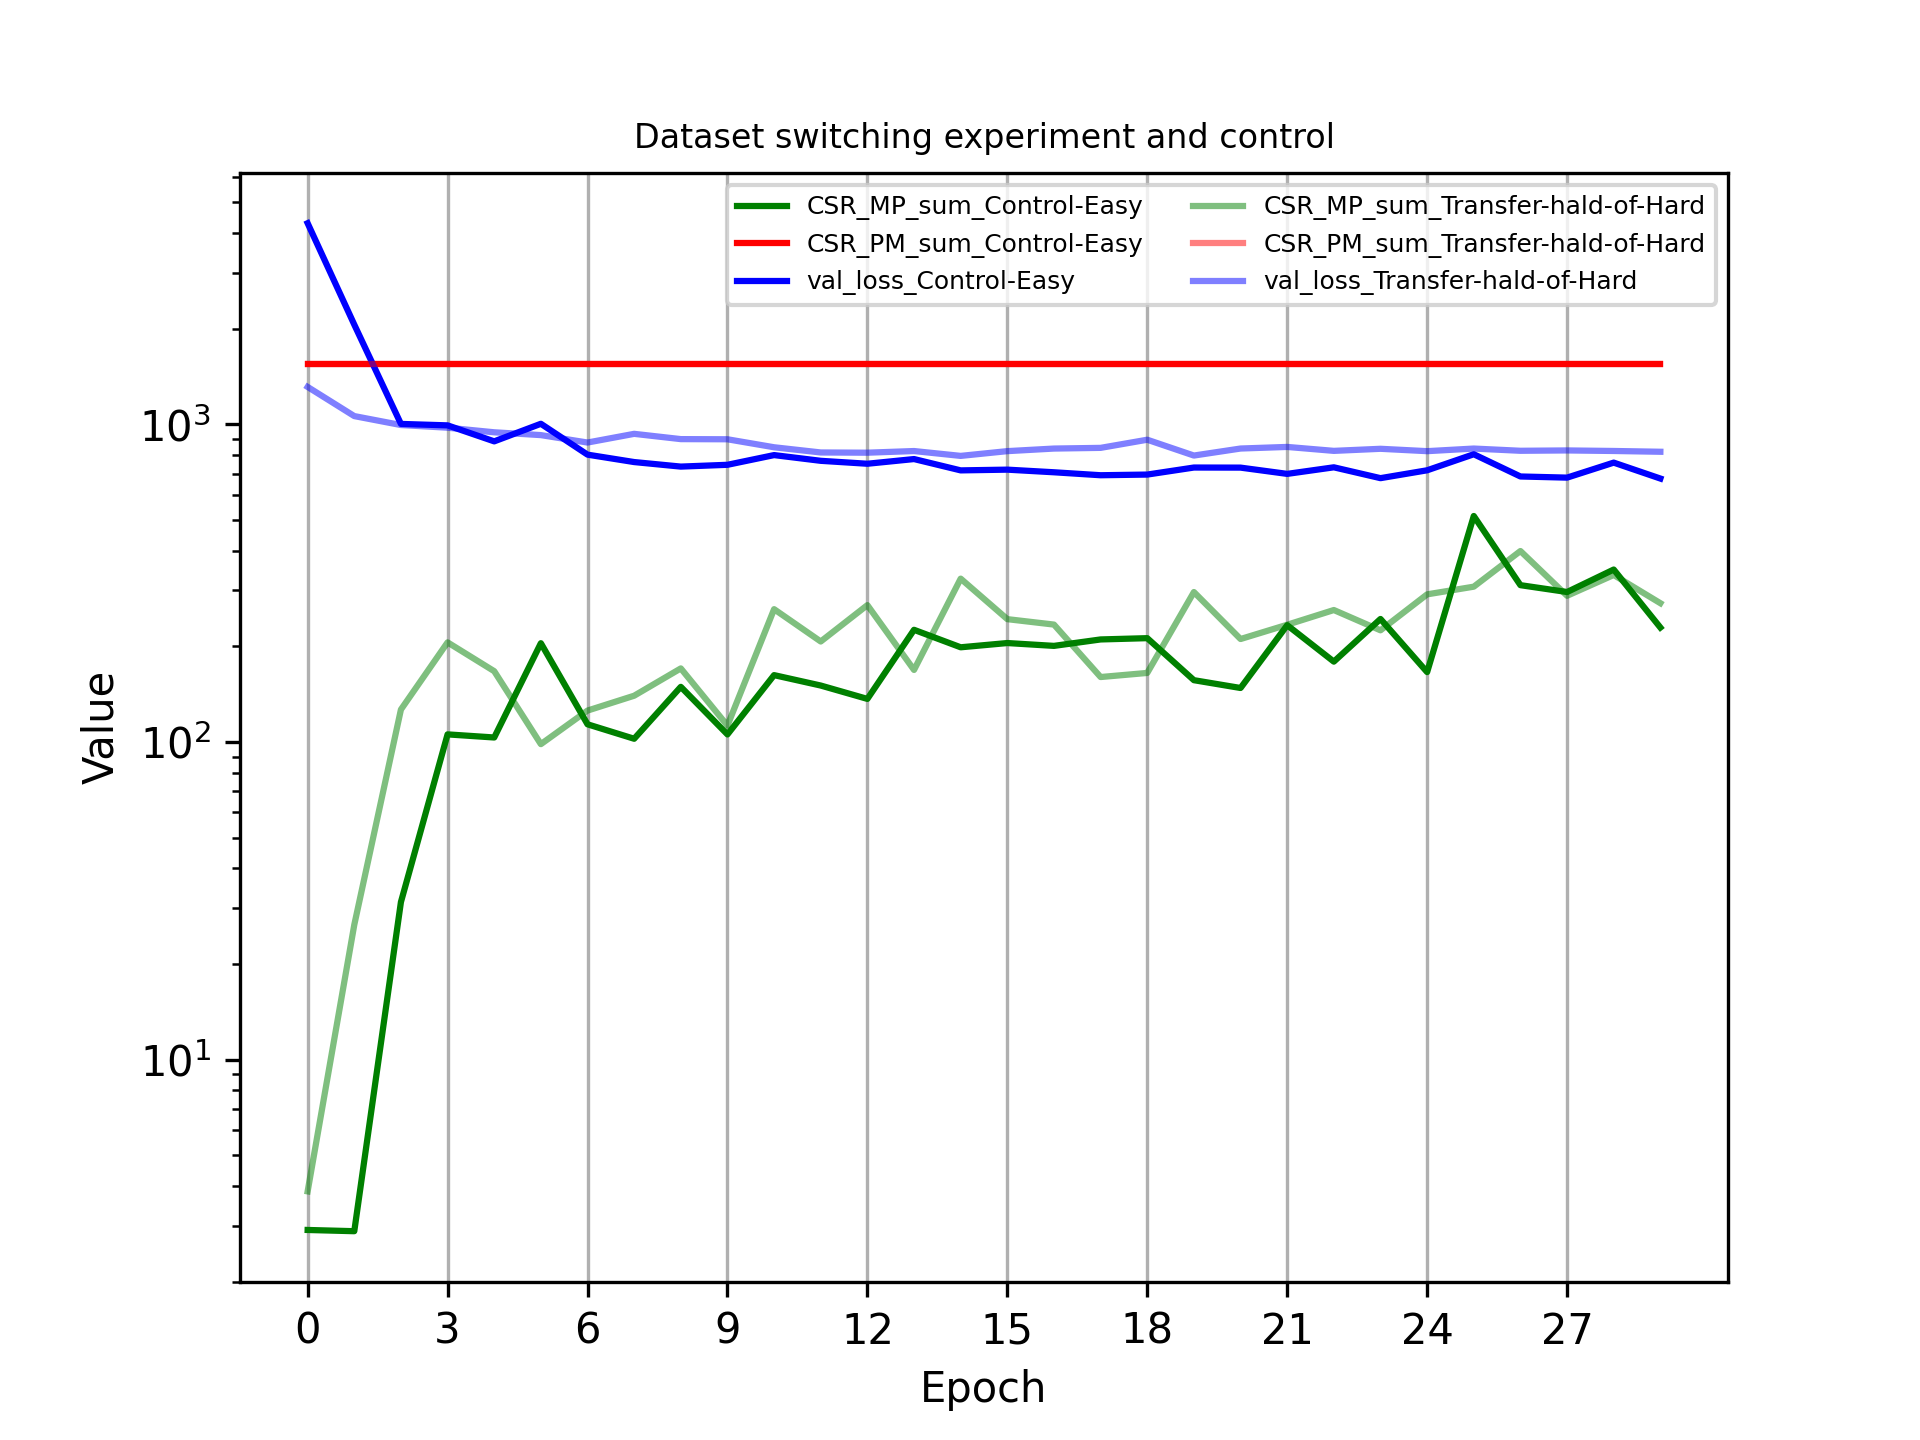 Dataset switching experiment and control
CSR_MP_sum_Control-Easy
CSR_PM_sum_Control-Easy
val_loss_Control-Easy
CSR_MP_sum_Transfer-hald-of-Hard
CSR_PM_sum_Transfer-hald-of-Hard
val_loss_Transfer-hald-of-Hard
10³
10²
10¹
Value
0 3 6 9 12 15 18 21 24 27
Epoch